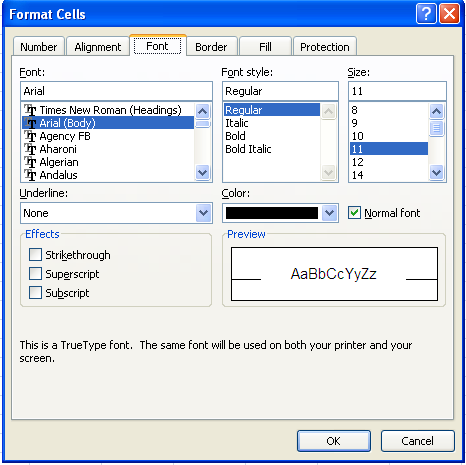 Format Cells
Number Alignment Font Border Fill Protection
Font: Font style: Size:
Arial Regular 11
Times New Roman (Headings) Regular 8
Arial (Body) Italic 9
Agency FB Bold 10
Aharoni Bold Italic 11
Algerian 12
Andalus 14
Underline: Color:
None Normal font
Effects Preview
Strikethrough
Superscript AaBbCcYyZz
Subscript
This is a TrueType font.  The same font will be used on both your printer and your
screen.
OK Cancel